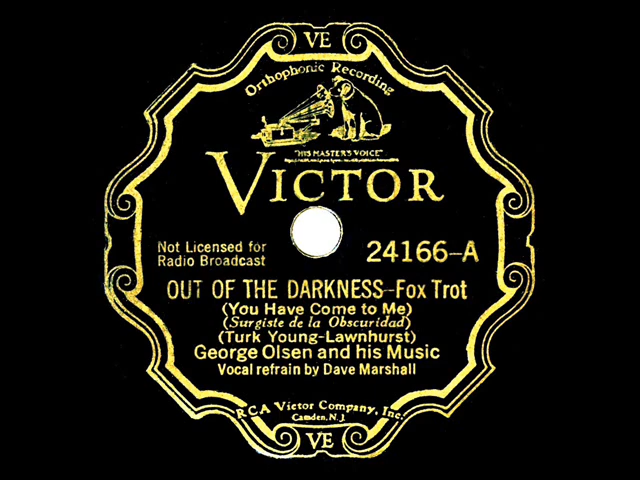 VE
Orthophonic Recording
"HIS MASTER'S VOICE"
VICTOR
Not Licensed for
Radio Broadcast
24166-A
OUT OF THE DARKNESS-Fox Trot
(You Have Come to Me)
(Surgiste de la Obscuridad)
(Turk Young-Lawnhurst)
George Olsen and his Music
Vocal refrain by Dave Marshall
RCA Victor Company, Inc.
Camden, N.J.
VE